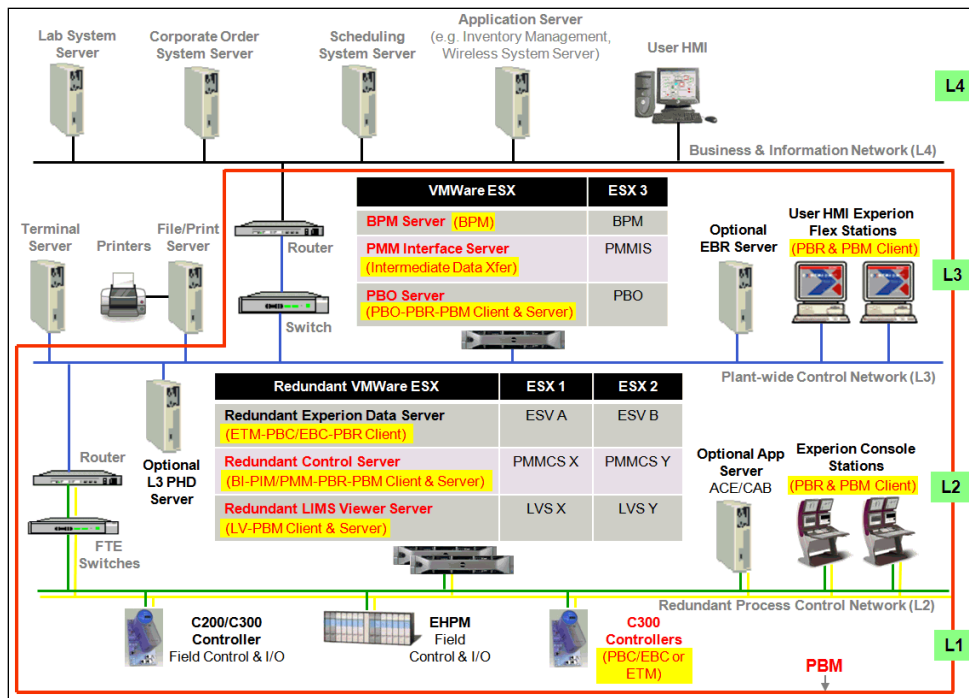 Lab System
Server
Corporate Order
System Server
Scheduling
System Server
Application Server
(e.g. Inventory Management,
Wireless System Server)
User HMI
L4
Business & Information Network (L4)
Terminal
Server
Printers
File/Print
Server
Router
Switch
VMWare ESX
ESX 3
BPM Server (BPM)
BPM
PMM Interface Server
(Intermediate Data Xfer)
PMMIS
PBO Server
(PBO-PBR-PBM Client & Server)
PBO
Optional
EBR Server
User HMI Experion
Flex Stations
(PBR & PBM Client)
L3
Plant-wide Control Network (L3)
Router
FTE
Switches
Optional
L3 PHD
Server
Redundant VMWare ESX
ESX 1
ESX 2
Redundant Experion Data Server
(ETM-PBC/EBC-PBR Client)
ESV A
ESV B
Redundant Control Server
(BI-PIM/PMM-PBR-PBM Client & Server)
PMMCS X
PMMCS Y
Redundant LIMS Viewer Server
(LV-PBM Client & Server)
LVS X
LVS Y
Optional App
Server
ACE/CAB
Experion Console
Stations
(PBR & PBM Client)
L2
Redundant Process Control Network (L2)
C200/C300
Controller
Field Control & I/O
EHPM
Field
Control & I/O
C300
Controllers
(PBC/EBC or
ETM)
L1
PBM